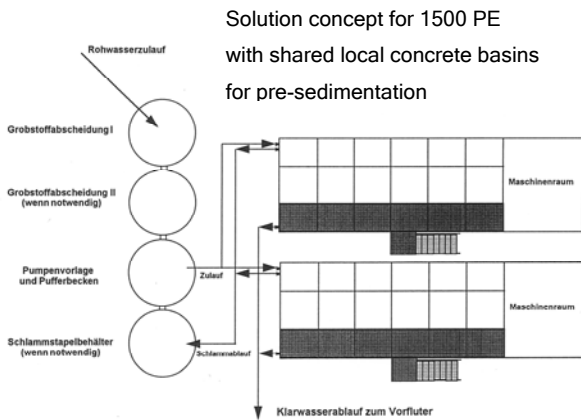 Solution concept for 1500 PE
with shared local concrete basins
for pre-sedimentation
Rohwasserzulauf
Grobstoffabscheidung I
Grobstoffabscheidung II
(wenn notwendig)
Maschinenraum
Pumpenvorlage
und Pufferbecken
Zulauf
Maschinenraum
Schlammstapelbehälter
(wenn notwendig)
Schlammablauf
Klarwasserablauf zum Vorfluter